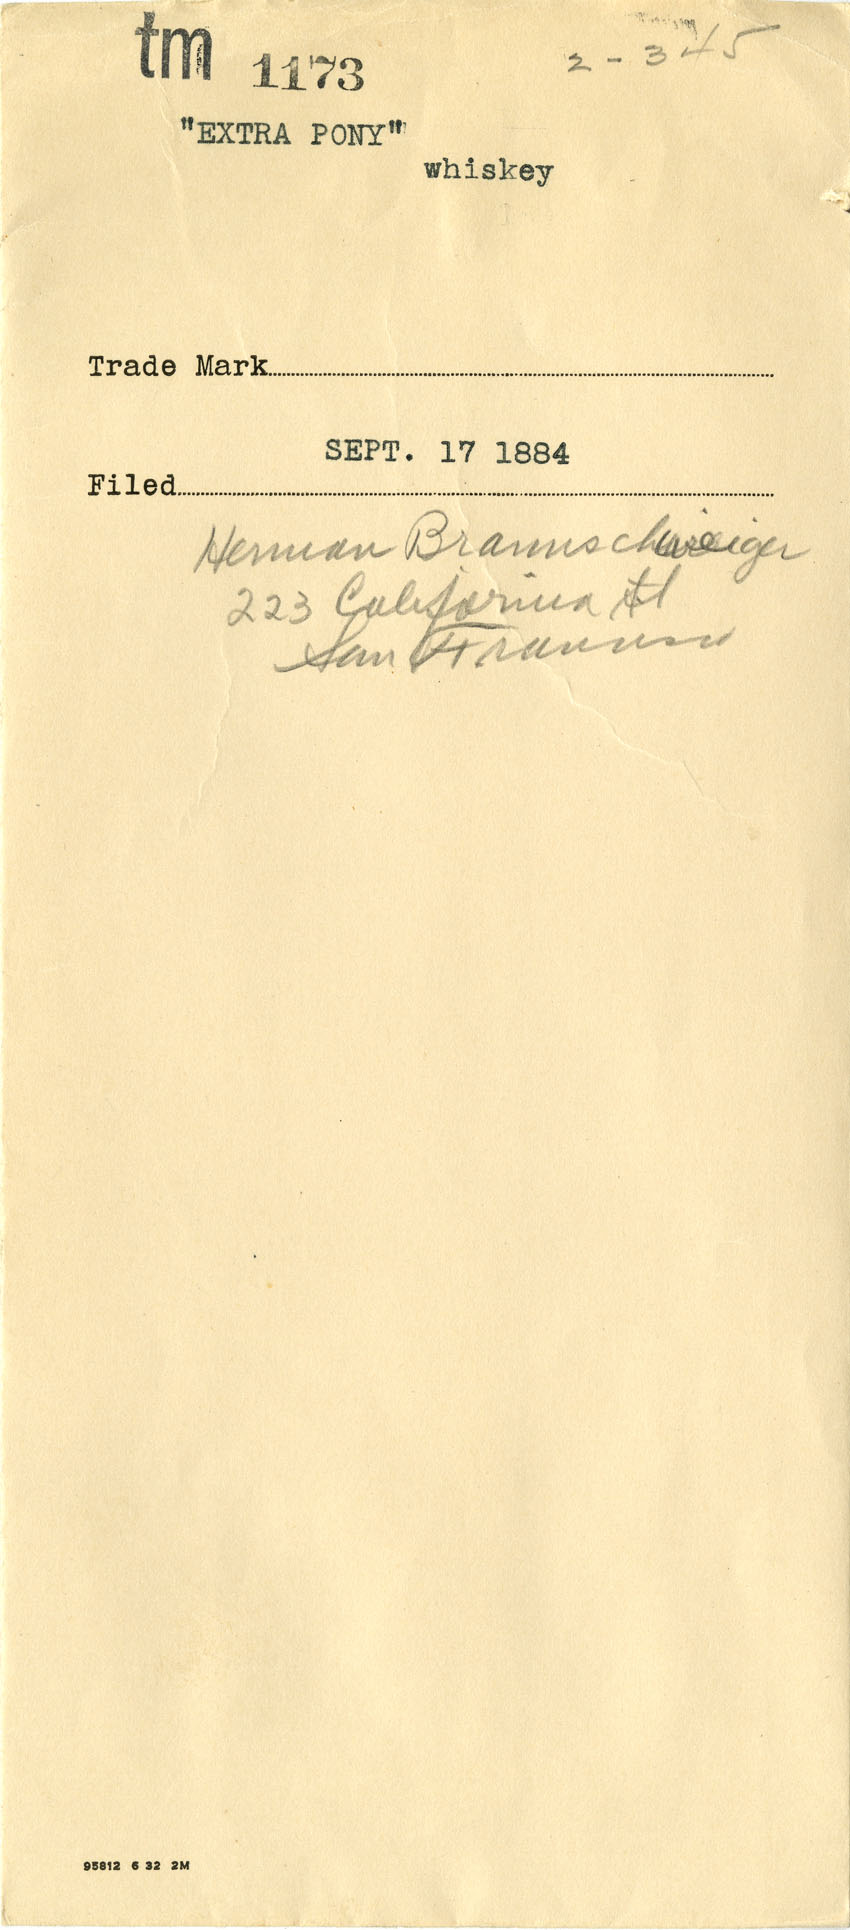 tm 1173
2-345
"EXTRA PONY"
whiskey
Trade Mark
SEPT. 17 1884
Filed
Herman Braunschweiger
223 California St
San Francisco
95812 6 32 2M